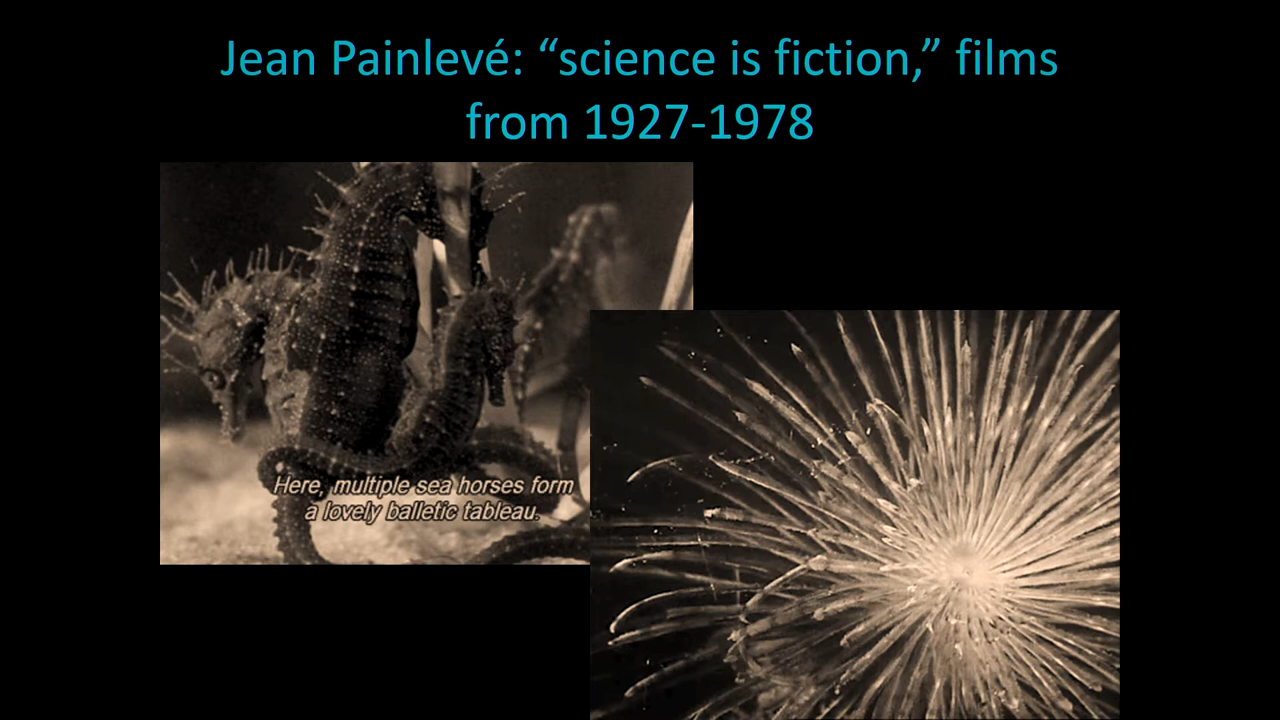 Jean Painlevé: “science is fiction,” films
from 1927-1978
Here, multiple sea horses form
a lovely balletic tableau.